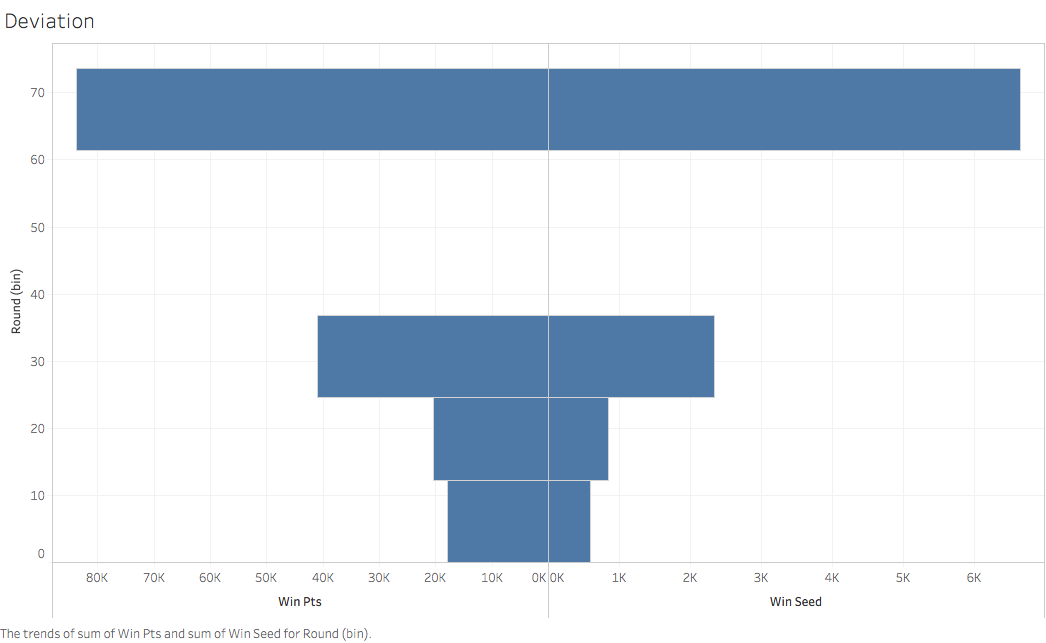 Deviation
70
60
50
40
30
20
10
0
Round (bin)
80K 70K 60K 50K 40K 30K 20K 10K 0K 0K 1K 2K 3K 4K 5K 6K
Win Pts Win Seed
The trends of sum of Win Pts and sum of Win Seed for Round (bin).